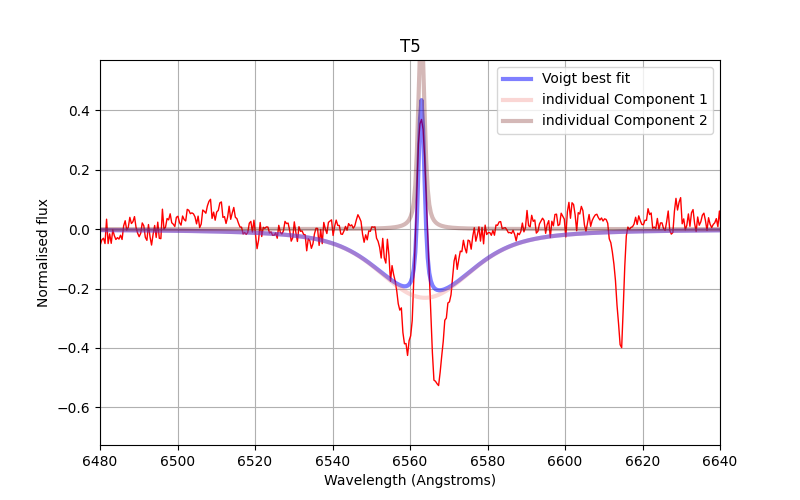 T5
Voigt best fit
individual Component 1
individual Component 2
0.4
0.2
0.0
−0.2
−0.4
−0.6
Normalised flux
6480 6500 6520 6540 6560 6580 6600 6620 6640
Wavelength (Angstroms)